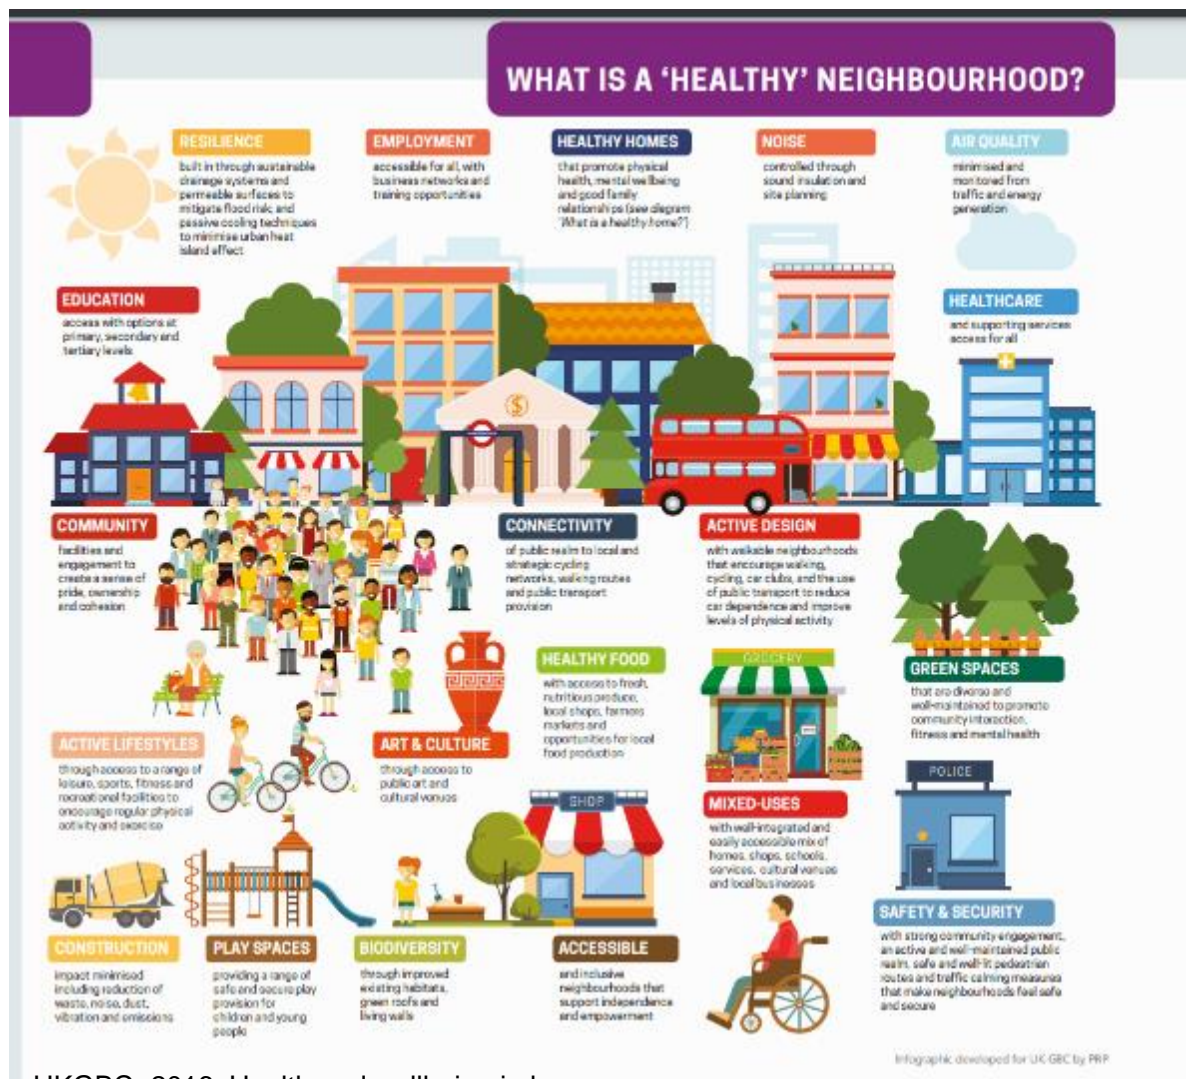 WHAT IS A ‘HEALTHY’ NEIGHBOURHOOD?
RESILIENCE
built in through sustainable
drainage systems and
permeable surfaces to
mitigate flood risk, and
passive cooling techniques
to minimise urban heat
island effect
EMPLOYMENT
accessible for all, with
business networks and
training opportunities
HEALTHY HOMES
that promote physical
health, mental wellbeing
and good family
relationships (see diagram
'What is a healthy home?')
NOISE
controlled through
sound insulation and
site planning
AIR QUALITY
minimised and
monitored from
traffic and energy
generation
EDUCATION
access with options at
primary, secondary and
tertiary levels
HEALTHCARE
and supporting services
access for all
COMMUNITY
facilities and
engagement to
create a sense of
pride, ownership
and cohesion
CONNECTIVITY
of public realm to local and
strategic cycling
networks, walking routes
and public transport
provision
ACTIVE DESIGN
with walkable neighbourhoods
that encourage walking,
cycling, car clubs, and the use
of public transport to reduce
car dependence and improve
levels of physical activity
HEALTHY FOOD
with access to fresh,
nutritious produce,
local shops, farmers
markets and
opportunities for local
food production
GROCERY
GREEN SPACES
that are diverse and
well-maintained to promote
community interaction,
fitness and mental health
ACTIVE LIFESTYLES
through access to a range of
leisure, sports, fitness and
recreational facilities to
encourage regular physical
activity and exercise
ART & CULTURE
through access to
public art and
cultural venues
SHOP
MIXED-USES
with well-integrated and
easily accessible mix of
homes, shops, schools,
services, cultural venues
and local businesses
POLICE
SAFETY & SECURITY
with strong community engagement,
an active and well-maintained public
realm, safe and well-lit pedestrian
routes and traffic calming measures
that make neighbourhoods feel safe
and secure
CONSTRUCTION
impact minimised
including reduction of
waste, noise, dust,
vibration and emissions
PLAY SPACES
providing a range of
safe and secure play
provision for
children and young
people
BIODIVERSITY
through improved
existing habitats,
green roofs and
living walls
ACCESSIBLE
and inclusive
neighbourhoods that
support independence
and empowerment
Infographic developed for UK-GBC by PRP